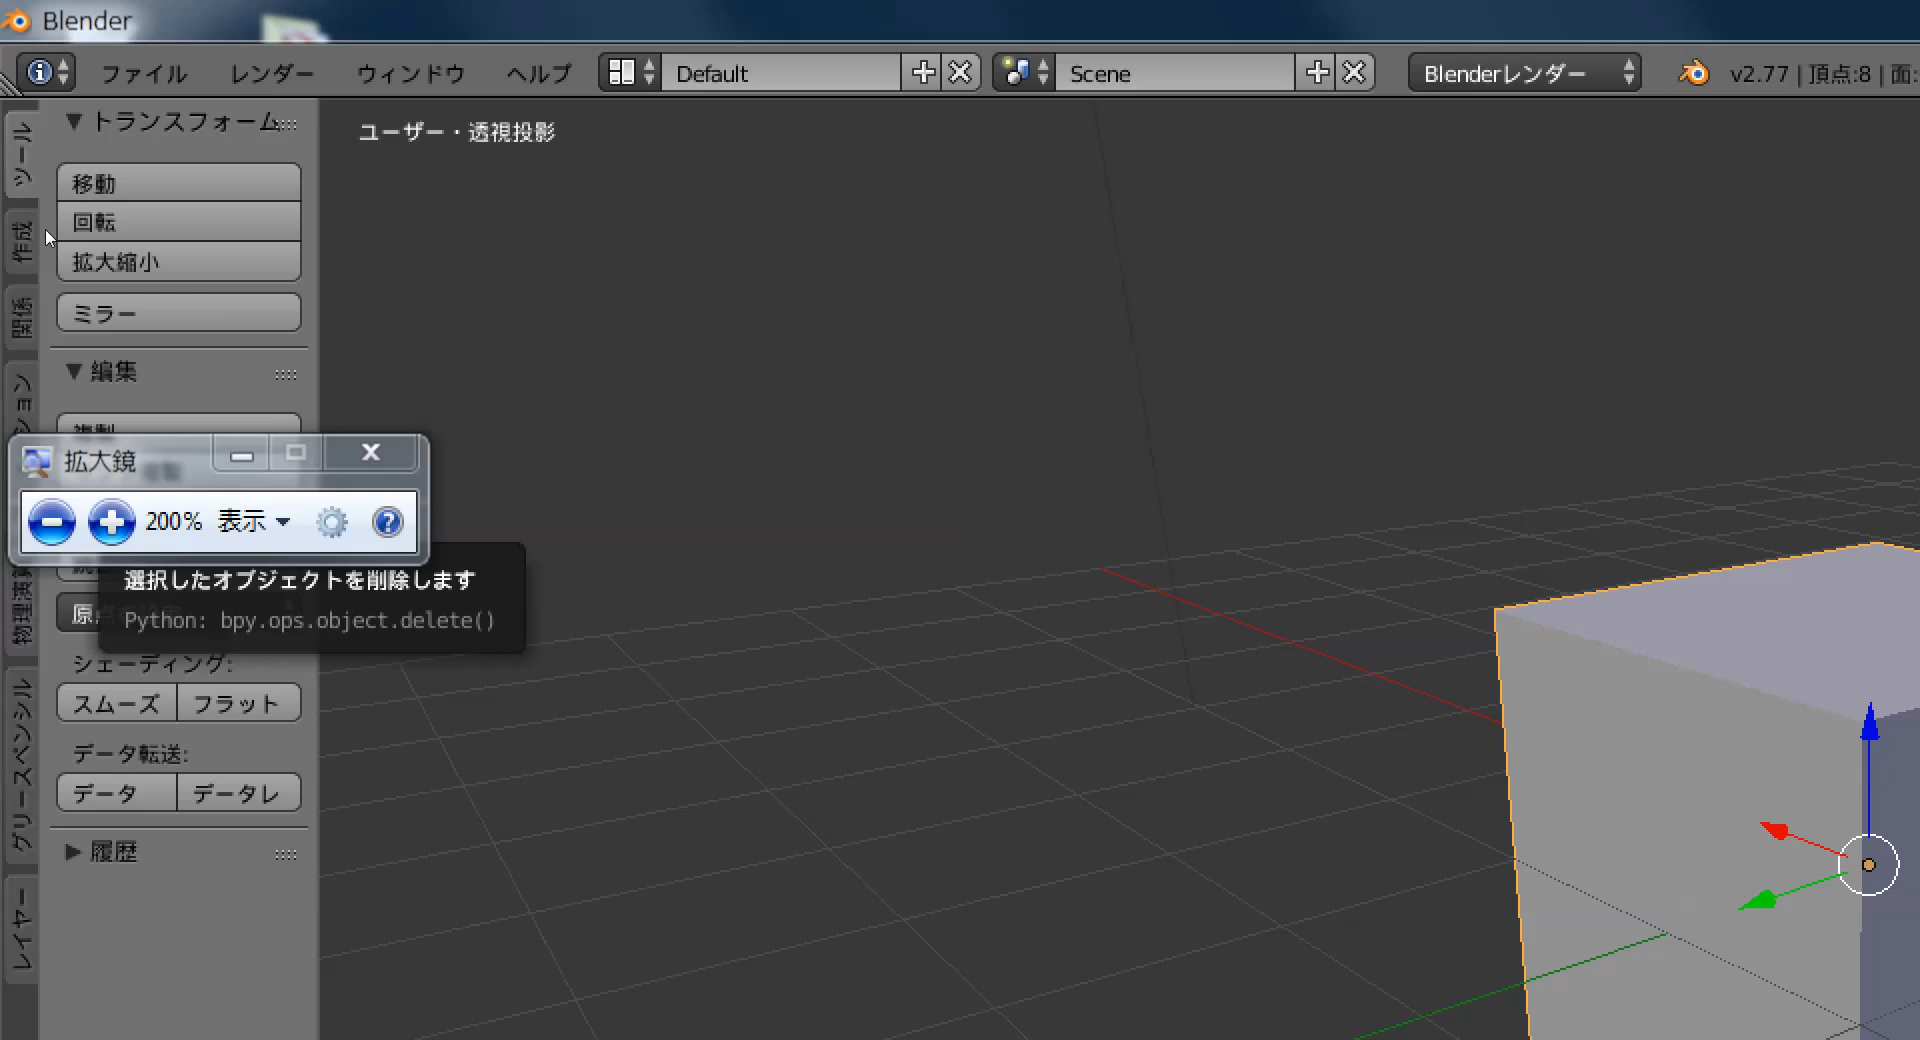 Blender
ファイル レンダー ウィンドウ ヘルプ Default Scene Blenderレンダー v2.77 | 頂点:8 | 面:
ユーザー・透視投影
ツール
作成
関係
ション
物理演算
グリースペンシル
レイヤー
▼トランスフォーム
移動
回転
拡大縮小
ミラー
▼編集
複製
拡大鏡
200% 表示
選択したオブジェクトを削除します
Python: bpy.ops.object.delete()
原点
シェーディング:
スムーズ フラット
データ転送:
データ データレ
▶履歴